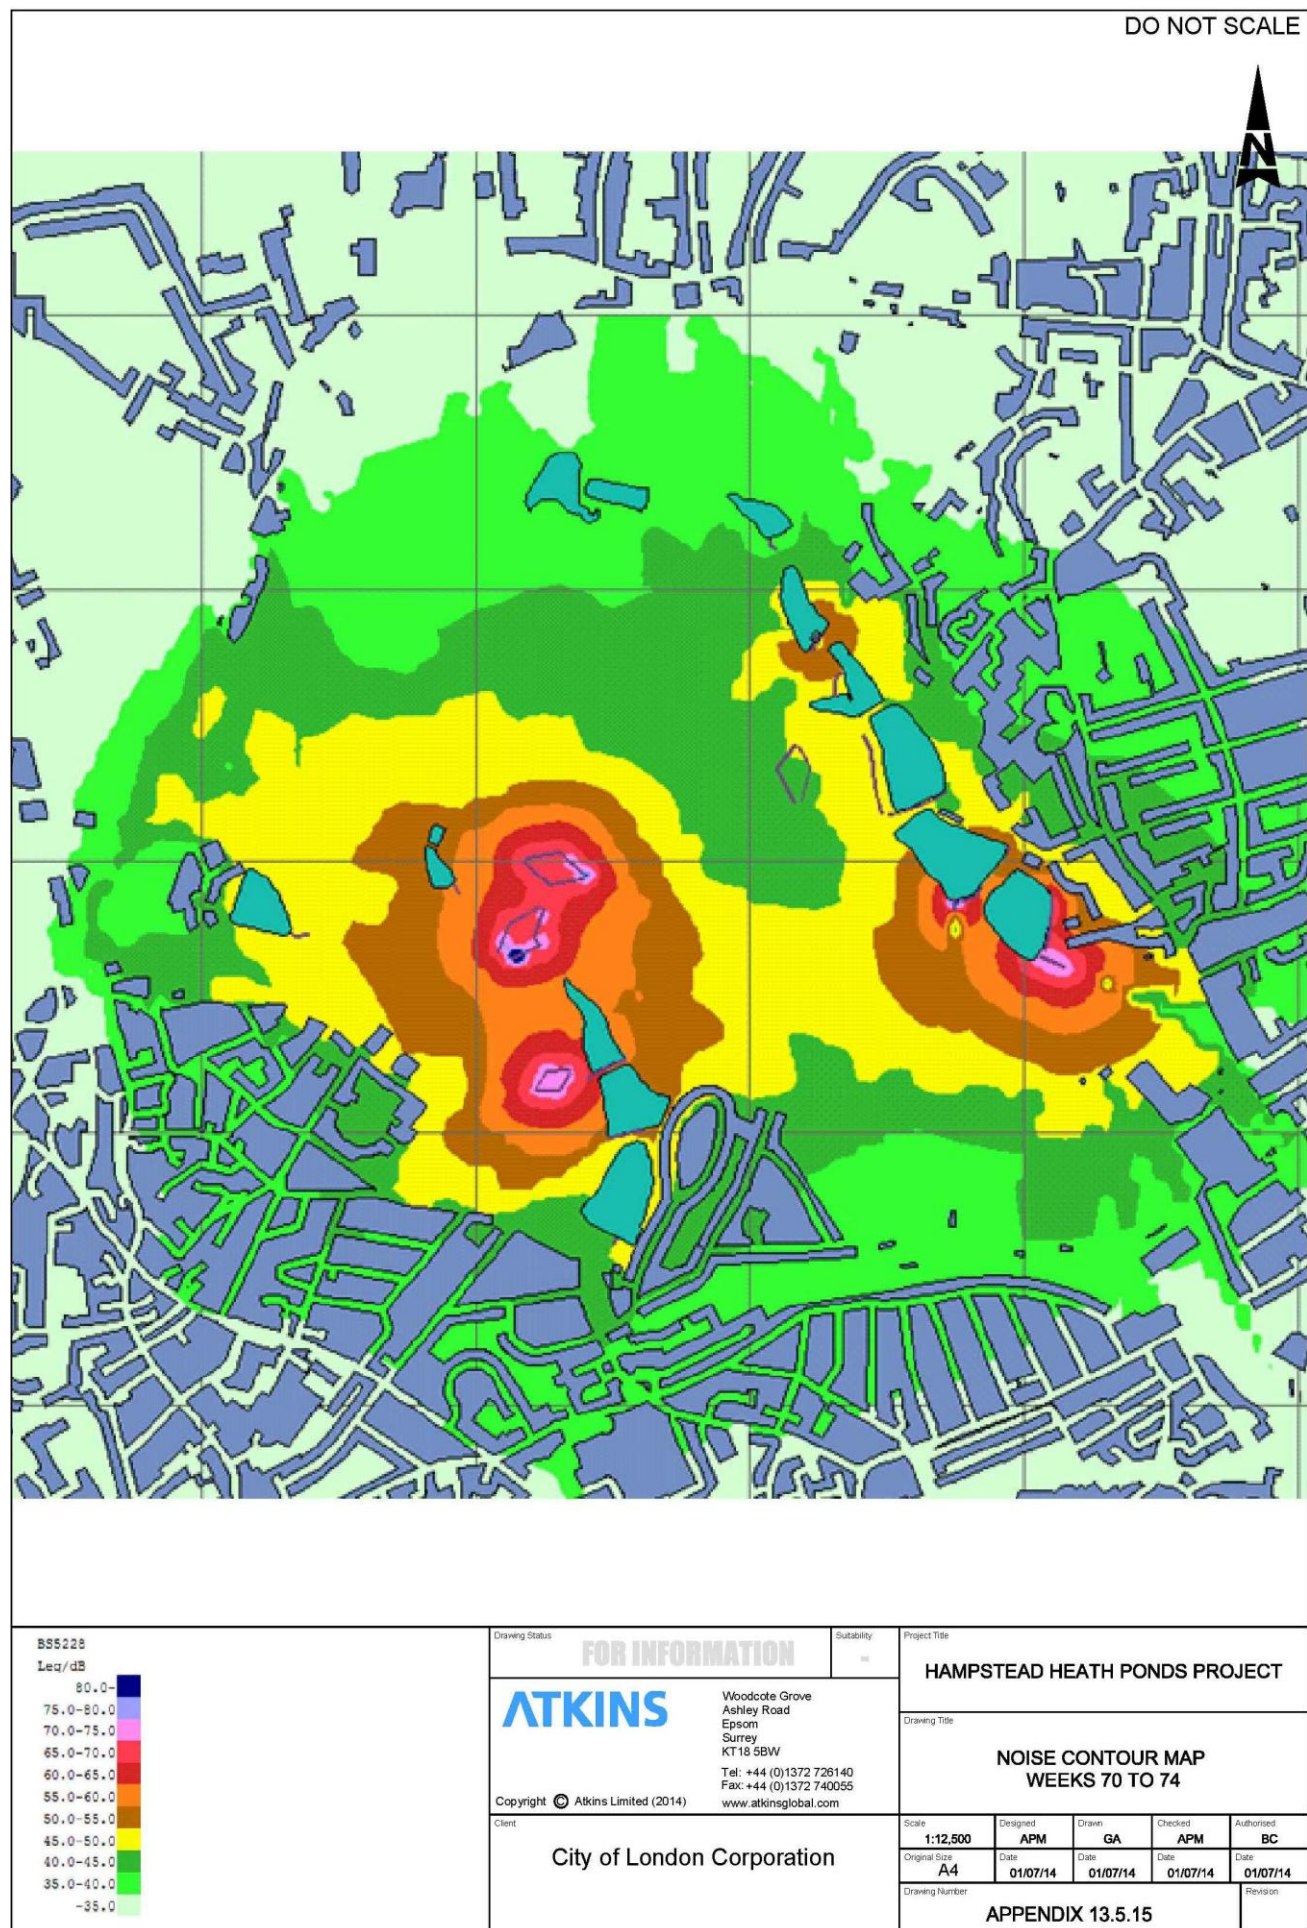 DO NOT SCALE
N
BS5228
Leq/dB
80.0-
75.0-80.0
70.0-75.0
65.0-70.0
60.0-65.0
55.0-60.0
50.0-55.0
45.0-50.0
40.0-45.0
35.0-40.0
-35.0
Drawing Status
FOR INFORMATION
Suitability
-
ATKINS
Woodcote Grove
Ashley Road
Epsom
Surrey
KT18 5BW
Tel: +44 (0)1372 726140
Fax: +44 (0)1372 740055
www.atkinsglobal.com
Copyright © Atkins Limited (2014)
Client
City of London Corporation
Project Title
HAMPSTEAD HEATH PONDS PROJECT
Drawing Title
NOISE CONTOUR MAP
WEEKS 70 TO 74
Scale
1:12,500
Designed
APM
Drawn
GA
Checked
APM
Authorised
BC
Original Size
A4
Date
01/07/14
Date
01/07/14
Date
01/07/14
Date
01/07/14
Drawing Number
APPENDIX 13.5.15
Revision